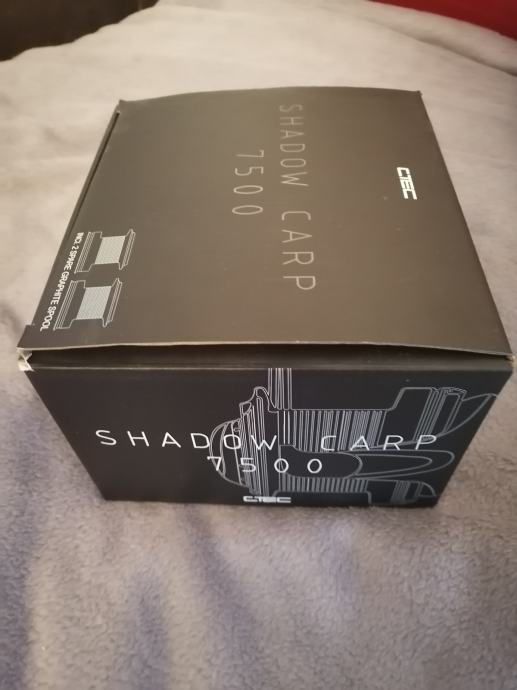 SHADOW CARP
7500
CTEC
INCL 2 SPARE GRAPHITE SPOOL
SHADOW CARP
7500
CTEC